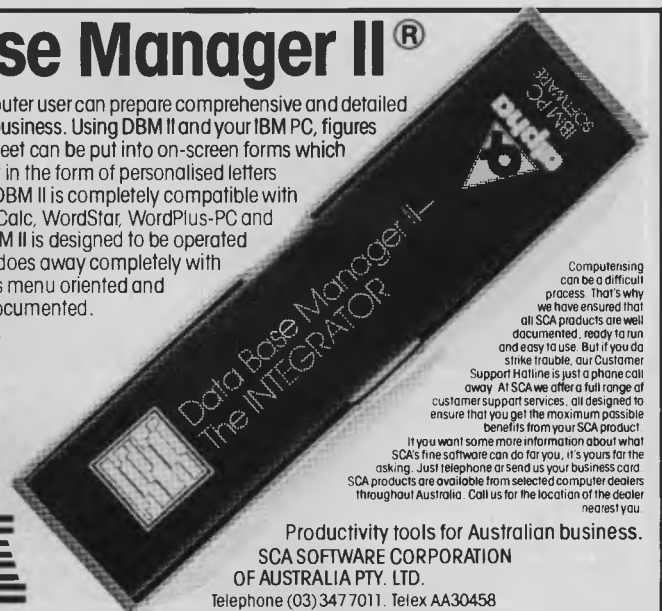 se Manager II®
uter user can prepare comprehensive and detailed
business. Using DBM II and your IBM PC, figures
eet can be put into on-screen forms which
in the form of personalised letters
DBM II is completely compatible with
Calc, WordStar, WordPlus-PC and
M II is designed to be operated
does away completely with
s menu oriented and
ocumented.
alpha
IBM PC
SOFTWARE
Data Base Manager II
The INTEGRATOR
Computerising
can be a difficult
process. That's why
we have ensured that
all SCA products are well
documented, ready to run
and easy to use. But if you do
strike trouble, our Customer
Support Hotline is just a phone call
away. At SCA we offer a full range of
customer support services, all designed to
ensure that you get the maximum possible
benefits from your SCA product.
If you want some more information about what
SCA's fine software can do for you, it's yours for the
asking. Just telephone or send us your business card.
SCA products are available from selected computer dealers
throughout Australia. Call us for the location of the dealer
nearest you.
Productivity tools for Australian business.
SCA SOFTWARE CORPORATION
OF AUSTRALIA PTY. LTD.
Telephone (03) 347 7011. Telex AA30458